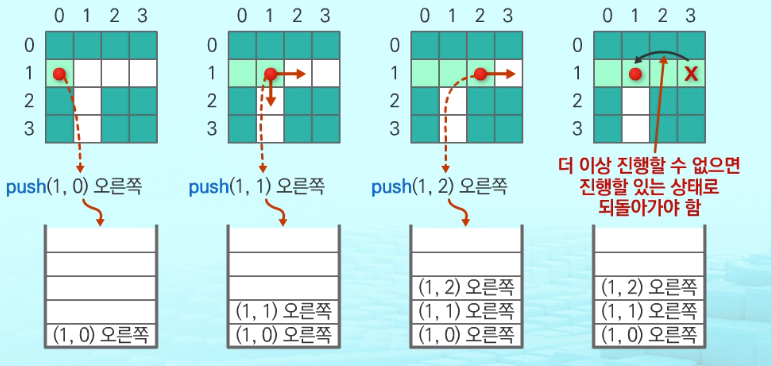 0 1 2 3
0
1
2
3
push(1, 0) 오른쪽
(1, 0) 오른쪽
0 1 2 3
0
1
2
3
push(1, 1) 오른쪽
(1, 1) 오른쪽
(1, 0) 오른쪽
0 1 2 3
0
1
2
3
push(1, 2) 오른쪽
(1, 2) 오른쪽
(1, 1) 오른쪽
(1, 0) 오른쪽
0 1 2 3
0
1
2
3
X
더 이상 진행할 수 없으면
진행할 있는 상태로
되돌아가야 함
(1, 2) 오른쪽
(1, 1) 오른쪽
(1, 0) 오른쪽